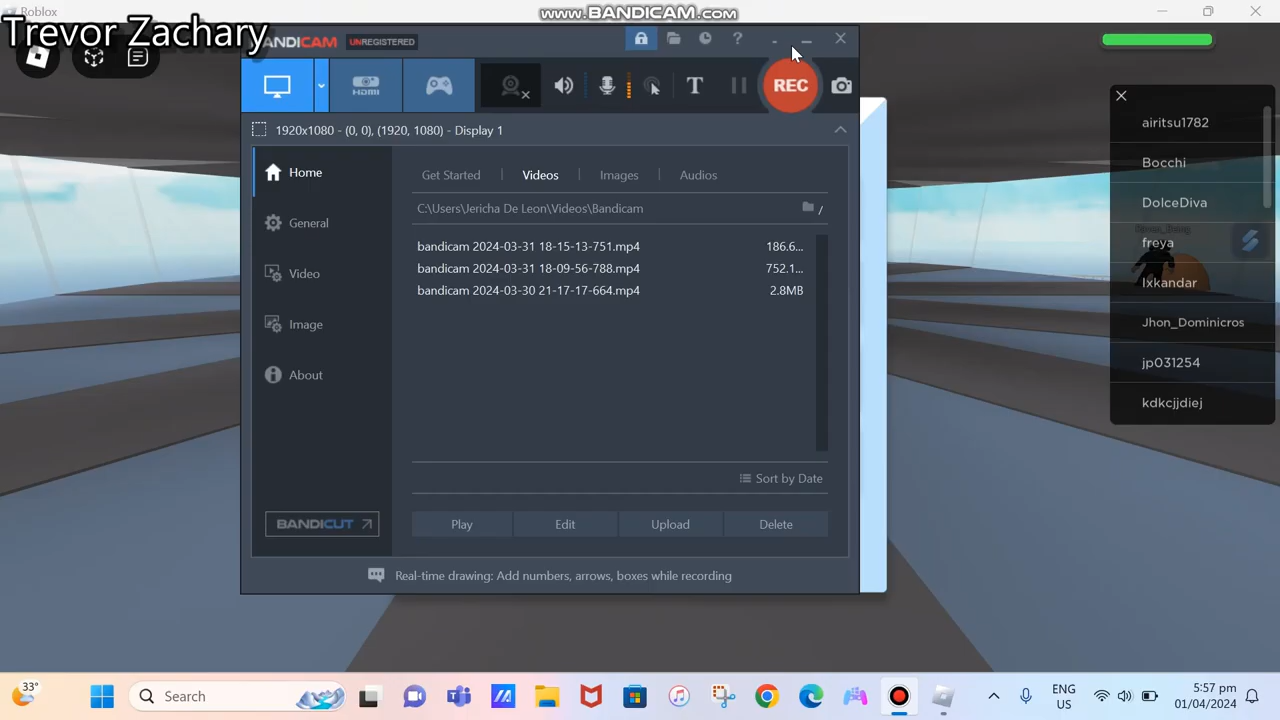 Roblox
www.BANDICAM.com
Trevor Zachary
ANDICAM UNREGISTERED
HDMI
T
REC
1920x1080 - (0, 0), (1920, 1080) - Display 1
Home
General
Video
Image
About
BANDICUT
Get Started
Videos
Images
Audios
C:\Users\Jericha De Leon\Videos\Bandicam
/
bandicam 2024-03-31 18-15-13-751.mp4 186.6...
bandicam 2024-03-31 18-09-56-788.mp4 752.1...
bandicam 2024-03-30 21-17-17-664.mp4 2.8MB
Sort by Date
Play
Edit
Upload
Delete
Real-time drawing: Add numbers, arrows, boxes while recording
airitsu1782
Bocchi
DolceDiva
freya
Ixkandar
Jhon_Dominicros
jp031254
kdkcjjdiej
33°
Search
ENG
US
5:57 pm
01/04/2024